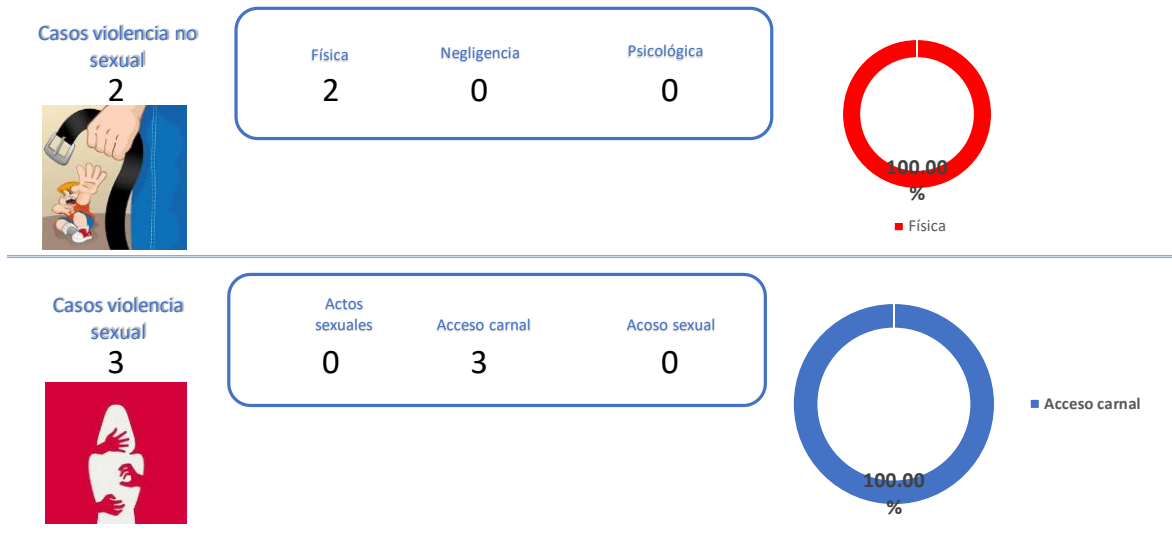 Casos violencia no
sexual
2
Física
Negligencia
Psicológica
2
0
0
100.00
%
Física
Casos violencia
sexual
3
Actos
sexuales
Acceso carnal
Acoso sexual
0
3
0
100.00
%
Acceso carnal